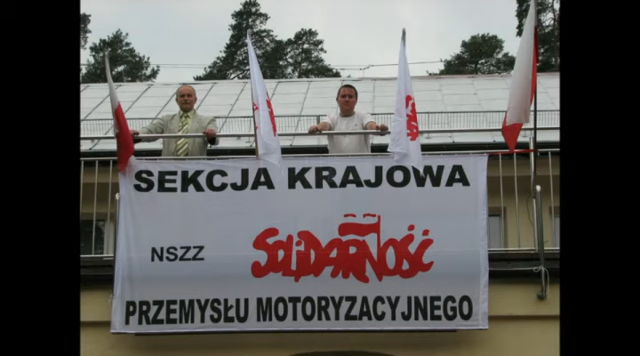 SEKCJA KRAJOWA
NSZZ SOLIDARNOŚĆ
PRZEMYSŁU MOTORYZACYJNEGO